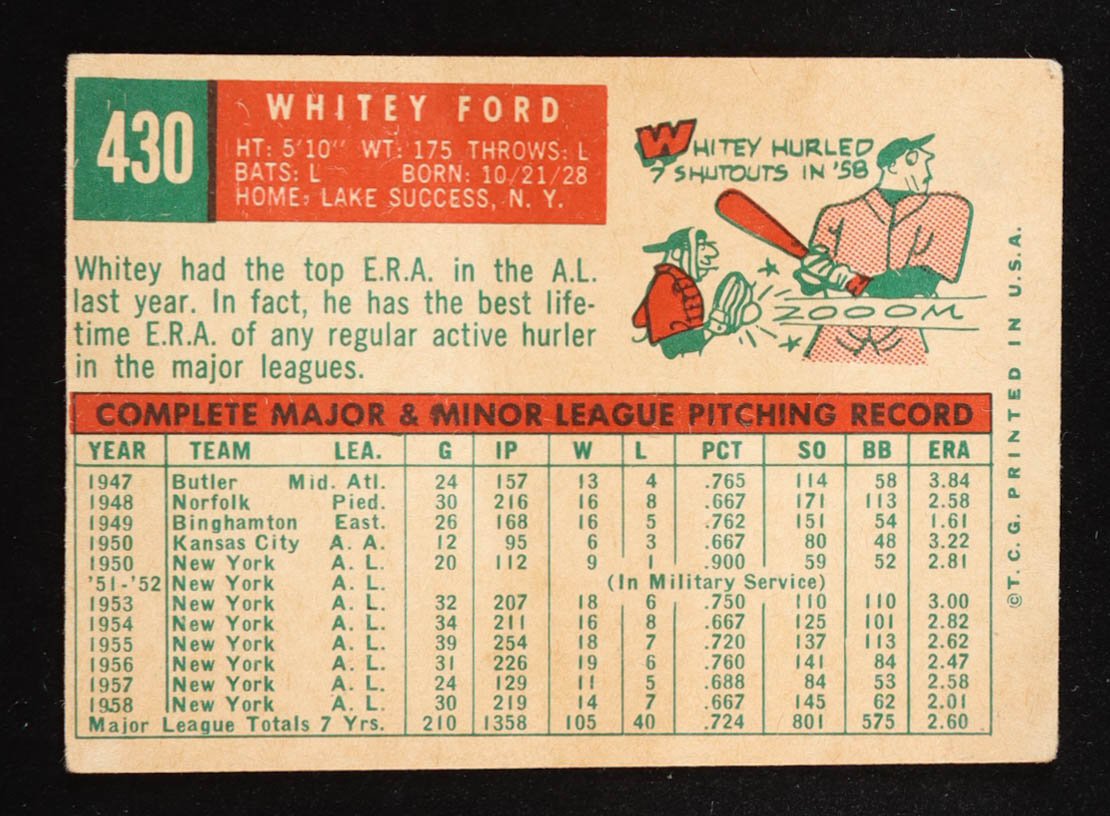 430
WHITEY FORD
HT: 5'10" WT: 175 THROWS: L
BATS: L BORN: 10/21/28
HOME: LAKE SUCCESS, N. Y.
WHITEY HURLED
7 SHUTOUTS IN '58
ZOOOM
Whitey had the top E.R.A. in the A.L.
last year. In fact, he has the best life-
time E.R.A. of any regular active hurler
in the major leagues.
COMPLETE MAJOR & MINOR LEAGUE PITCHING RECORD
YEAR TEAM LEA. G IP W L PCT SO BB ERA
1947 Butler Mid. Atl. 24 157 13 4 .765 114 58 3.84
1948 Norfolk Pied. 30 216 16 8 .667 171 113 2.58
1949 Binghamton East. 26 168 16 5 .762 151 54 1.61
1950 Kansas City A. A. 12 95 6 3 .667 80 48 3.22
1950 New York A. L. 20 112 9 1 .900 59 52 2.81
'51-'52 New York A. L. (In Military Service)
1953 New York A. L. 32 207 18 6 .750 110 110 3.00
1954 New York A. L. 34 211 16 8 .667 125 101 2.82
1955 New York A. L. 39 254 18 7 .720 137 113 2.62
1956 New York A. L. 31 226 19 6 .760 141 84 2.47
1957 New York A. L. 24 129 11 5 .688 84 53 2.58
1958 New York A. L. 30 219 14 7 .667 145 62 2.01
Major League Totals 7 Yrs. 210 1358 105 40 .724 801 575 2.60
©T. C. G. PRINTED IN U.S.A.